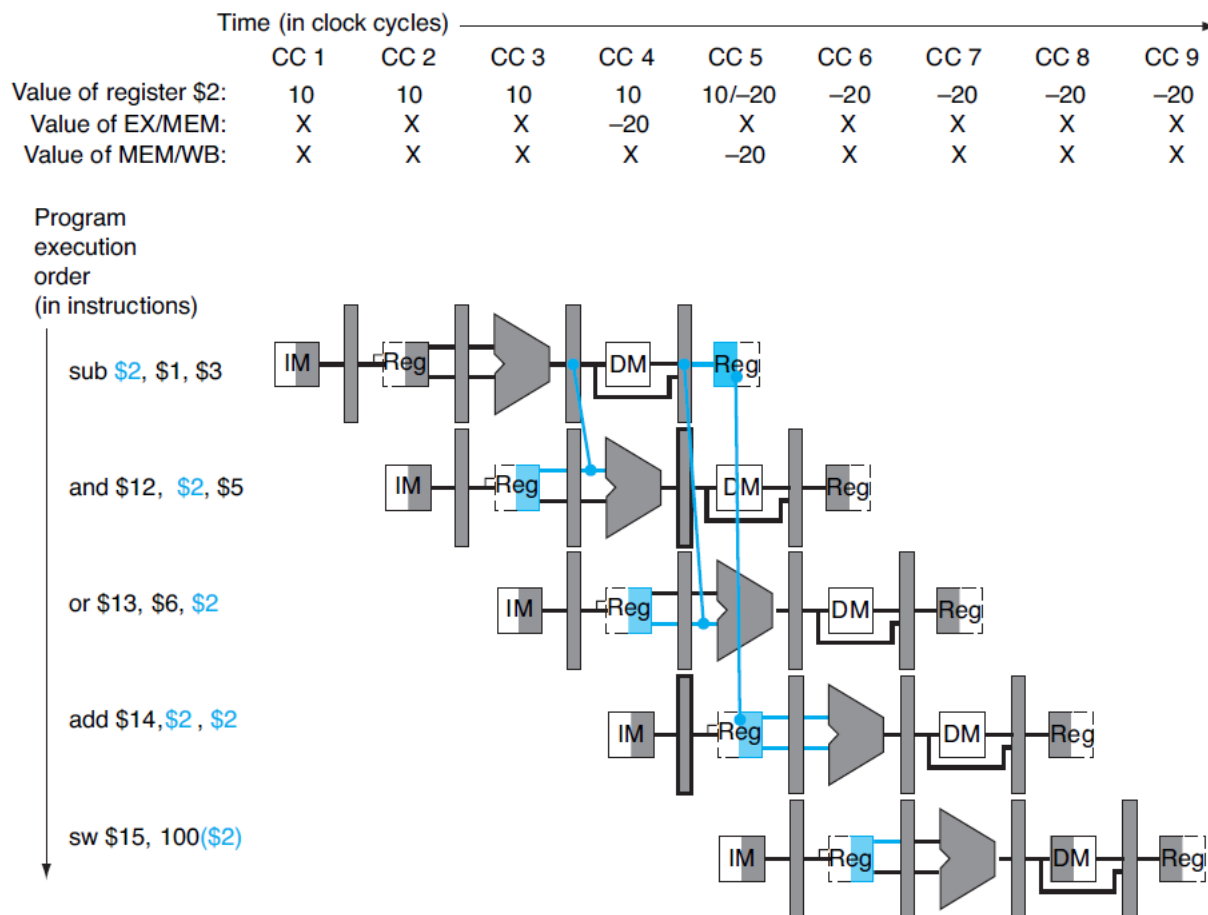 Time (in clock cycles)
CC 1 CC 2 CC 3 CC 4 CC 5 CC 6 CC 7 CC 8 CC 9
Value of register $2: 10 10 10 10 10/–20 –20 –20 –20 –20
Value of EX/MEM: X X X –20 X X X X X
Value of MEM/WB: X X X X –20 X X X X
Program
execution
order
(in instructions)
sub $2, $1, $3
IM Reg DM Reg
and $12, $2, $5
IM Reg DM Reg
or $13, $6, $2
IM Reg DM Reg
add $14,$2 , $2
IM Reg DM Reg
sw $15, 100($2)
IM Reg DM Reg